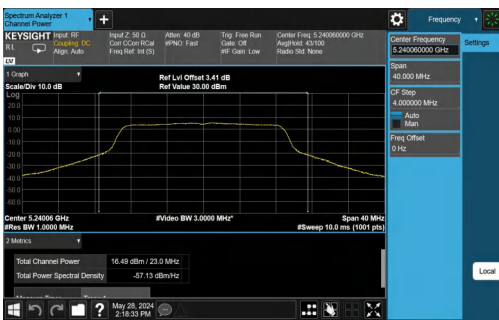 Spectrum Analyzer 1
Channel Power
+
Frequency
KEYSIGHT
Input: RF
Input Z: 50 Ω
Atten: 40 dB
Trig: Free Run
Center Freq: 5.240060000 GHz
RL
Coupling: DC
Corr CCorr RCal
#PNO: Fast
Gate: Off
Avg|Hold: 43/100
Align: Auto
Freq Ref: Int (S)
#IF Gain: Low
Radio Std: None
LW
Center Frequency
5.240060000 GHz
Settings
Span
40.000 MHz
CF Step
4.000000 MHz
Auto
Man
Freq Offset
0 Hz
Local
1 Graph
Scale/Div 10.0 dB
Ref Lvl Offset 3.41 dB
Ref Value 30.00 dBm
Log
20.0
10.0
0.00
-10.0
-20.0
-30.0
-40.0
-50.0
-60.0
Center 5.24006 GHz
#Video BW 3.0000 MHz*
Span 40 MHz
#Res BW 1.0000 MHz
#Sweep 10.0 ms (1001 pts)
2 Metrics
Total Channel Power
16.49 dBm / 23.0 MHz
Total Power Spectral Density
-57.13 dBm/Hz
?
May 28, 2024
2:18:33 PM